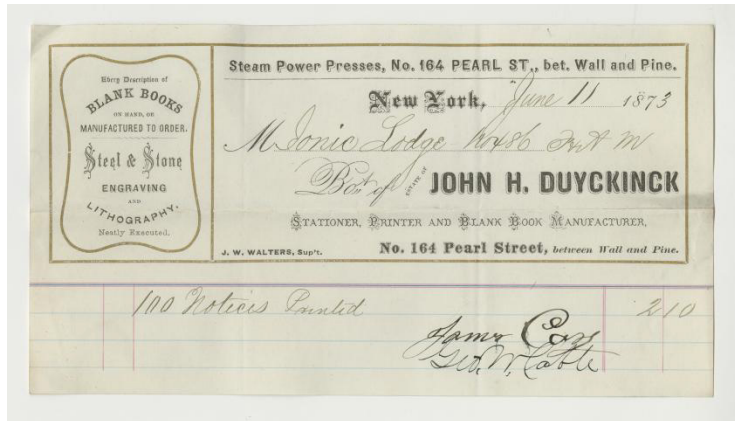 Every Description of
BLANK BOOKS
ON HAND, OR
MANUFACTURED TO ORDER.
Steel & Stone
ENGRAVING
AND
LITHOGRAPHY,
Neatly Executed.
Steam Power Presses, No. 164 PEARL ST., bet. Wall and Pine.
New York, June 11 1873
M Ionic Lodge No 486 F & A M
Bot of ESTATE OF JOHN H. DUYCKINCK
STATIONER, PRINTER AND BLANK BOOK MANUFACTURER,
J. W. WALTERS, Sup't. No. 164 Pearl Street, between Wall and Pine.
100 Notices Printed 2 10
James
Geo. W. Cable